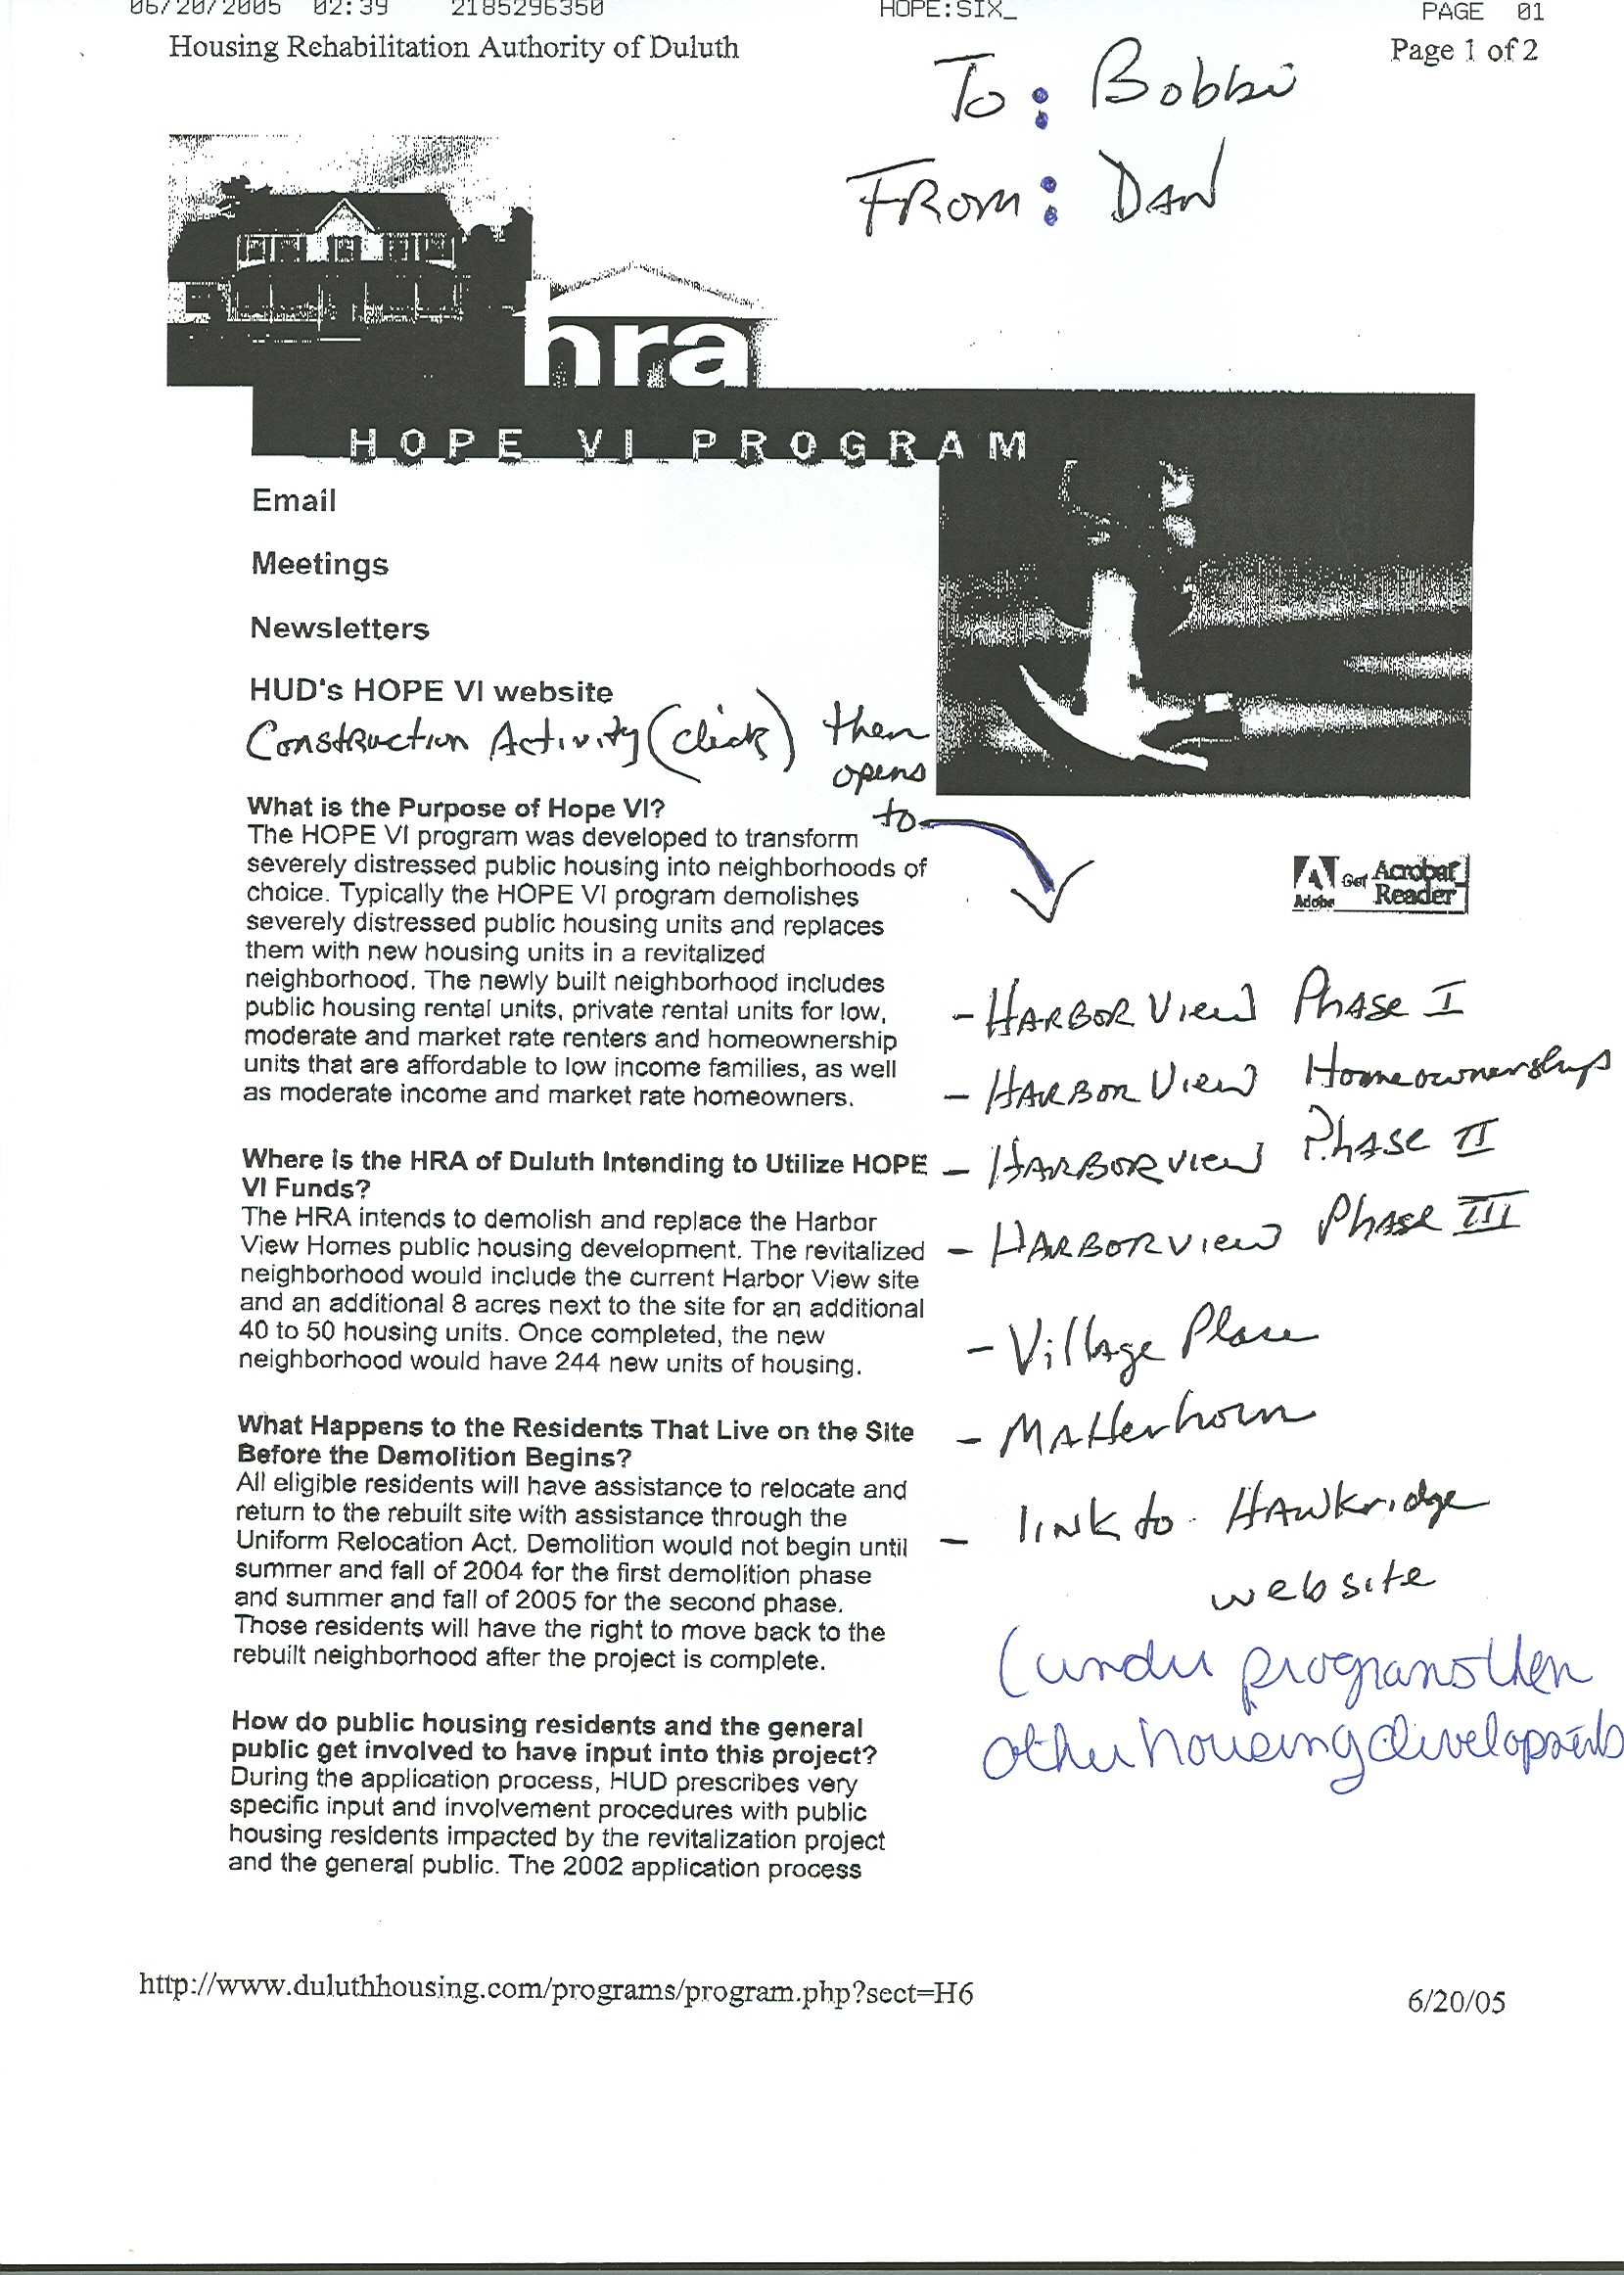 06/20/2005 02:39 2185296350 HOPE:SIX_ PAGE 01
Housing Rehabilitation Authority of Duluth Page 1 of 2
To: Bobbi
From: Dan
hra
HOPE VI PROGRAM
Email
Meetings
Newsletters
HUD's HOPE VI website
Construction Activity (click) then
opens
to
What is the Purpose of Hope VI?
The HOPE VI program was developed to transform
severely distressed public housing into neighborhoods of
choice. Typically the HOPE VI program demolishes
severely distressed public housing units and replaces
them with new housing units in a revitalized
neighborhood. The newly built neighborhood includes
public housing rental units, private rental units for low,
moderate and market rate renters and homeownership
units that are affordable to low income families, as well
as moderate income and market rate homeowners.
Where is the HRA of Duluth Intending to Utilize HOPE
VI Funds?
The HRA intends to demolish and replace the Harbor
View Homes public housing development. The revitalized
neighborhood would include the current Harbor View site
and an additional 8 acres next to the site for an additional
40 to 50 housing units. Once completed, the new
neighborhood would have 244 new units of housing.
What Happens to the Residents That Live on the Site
Before the Demolition Begins?
All eligible residents will have assistance to relocate and
return to the rebuilt site with assistance through the
Uniform Relocation Act. Demolition would not begin until
summer and fall of 2004 for the first demolition phase
and summer and fall of 2005 for the second phase.
Those residents will have the right to move back to the
rebuilt neighborhood after the project is complete.
How do public housing residents and the general
public get involved to have input into this project?
During the application process, HUD prescribes very
specific input and involvement procedures with public
housing residents impacted by the revitalization project
and the general public. The 2002 application process
Adobe Get Acrobat
Reader
- Harbor View Phase I
- Harbor View Homeownership
- Harborview Phase II
- Harborview Phase III
- Village Place
- Matterhorn
- link to Hawkridge
website
(under programs then
other housing developments
http://www.duluthhousing.com/programs/program.php?sect=H6 6/20/05